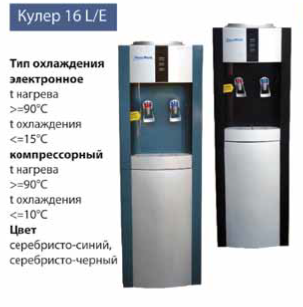 Кулер 16 L/E
Тип охлаждения
электронное
t нагрева
>=90°C
t охлаждения
<=15°C
компрессорный
t нагрева
>=90°C
t охлаждения
<=10°C
Цвет
серебристо-синий,
серебристо-черный